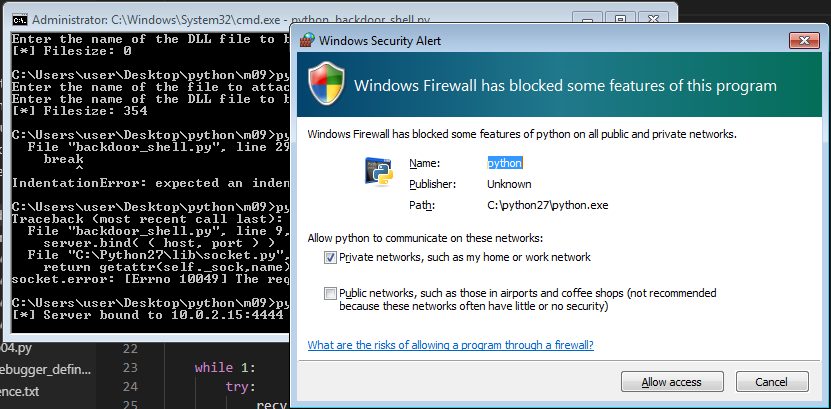 Administrator: C:\Windows\System32\cmd.exe - python backdoor_shell.py
Enter the name of the DLL file to b
[*] Filesize: 0
C:\Users\user\Desktop\python\m09>py
Enter the name of the file to attac
Enter the name of the DLL file to b
[*] Filesize: 354
C:\Users\user\Desktop\python\m09>py
File "backdoor_shell.py", line 29
break
^
IndentationError: expected an inden
C:\Users\user\Desktop\python\m09>py
Traceback (most recent call last):
File "backdoor_shell.py", line 9,
server.bind( ( host, port ) )
File "C:\Python27\lib\socket.py",
return getattr(self._sock,name)
socket.error: [Errno 10049] The req
C:\Users\user\Desktop\python\m09>py
[*] Server bound to 10.0.2.15:4444
04.py
ebugger_defin...
ence.txt
22
23 while 1:
24 try:
25 recv
Windows Security Alert
Windows Firewall has blocked some features of this program
Windows Firewall has blocked some features of python on all public and private networks.
Name: python
Publisher: Unknown
Path: C:\python27\python.exe
Allow python to communicate on these networks:
Private networks, such as my home or work network
Public networks, such as those in airports and coffee shops (not recommended
because these networks often have little or no security)
What are the risks of allowing a program through a firewall?
Allow access
Cancel